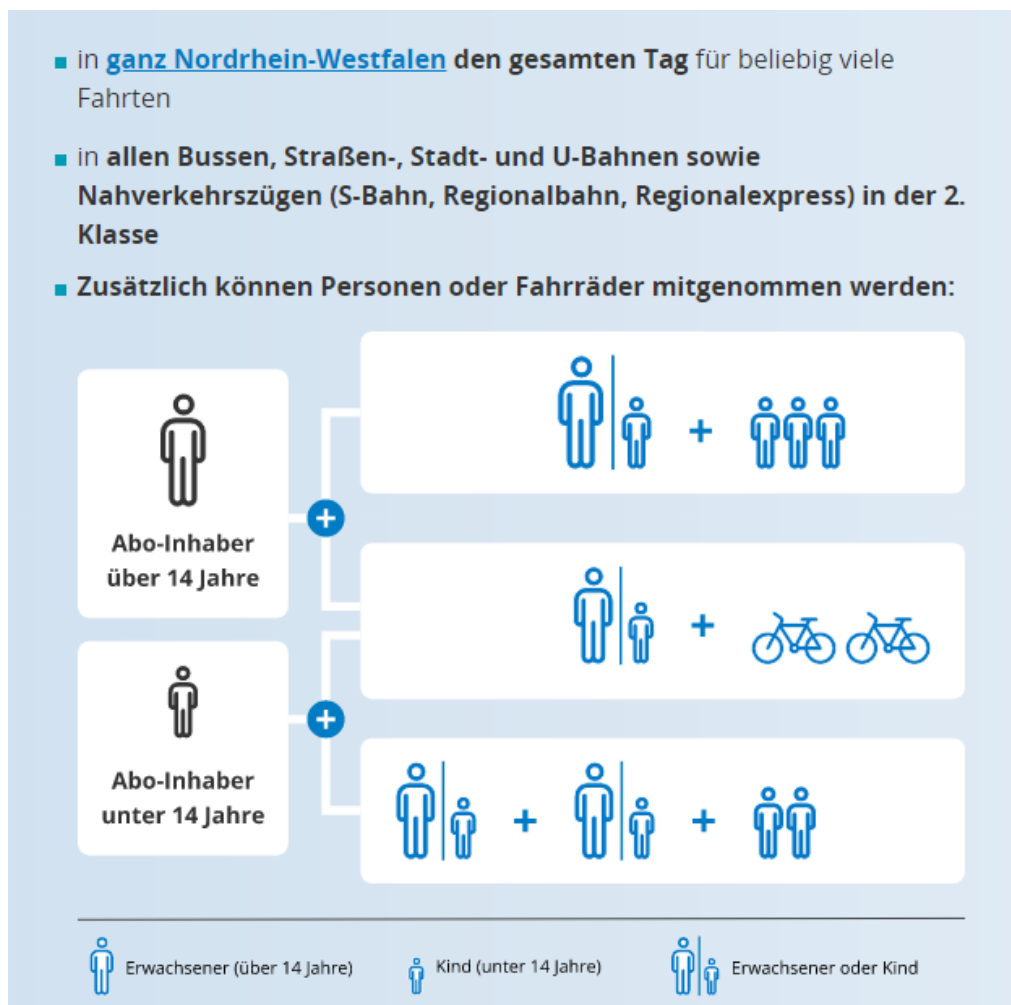 in ganz Nordrhein-Westfalen den gesamten Tag für beliebig viele
Fahrten
in allen Bussen, Straßen-, Stadt- und U-Bahnen sowie
Nahverkehrszügen (S-Bahn, Regionalbahn, Regionalexpress) in der 2.
Klasse
Zusätzlich können Personen oder Fahrräder mitgenommen werden:
Abo-Inhaber
über 14 Jahre
Abo-Inhaber
unter 14 Jahre
Erwachsener (über 14 Jahre)
Kind (unter 14 Jahre)
Erwachsener oder Kind